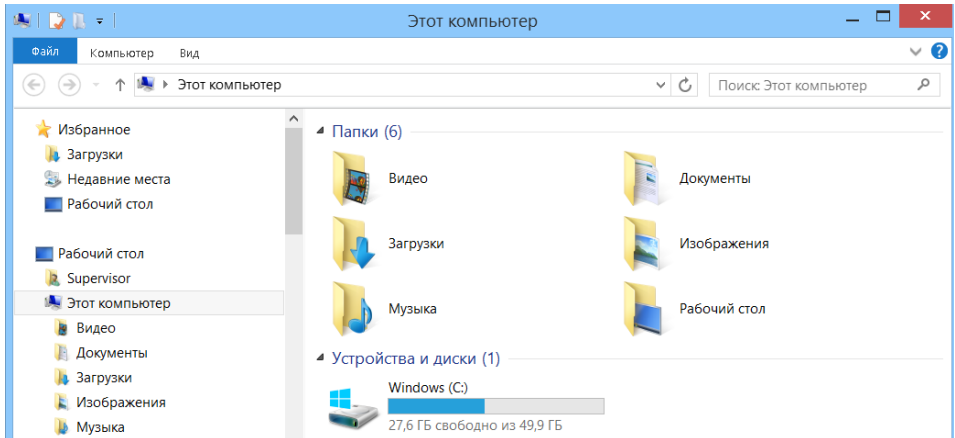 Этот компьютер
Файл Компьютер Вид
Этот компьютер
Поиск: Этот компьютер
Избранное
Загрузки
Недавние места
Рабочий стол
Рабочий стол
Supervisor
Этот компьютер
Видео
Документы
Загрузки
Изображения
Музыка
Папки (6)
Видео
Документы
Загрузки
Изображения
Музыка
Рабочий стол
Устройства и диски (1)
Windows (C:)
27,6 ГБ свободно из 49,9 ГБ